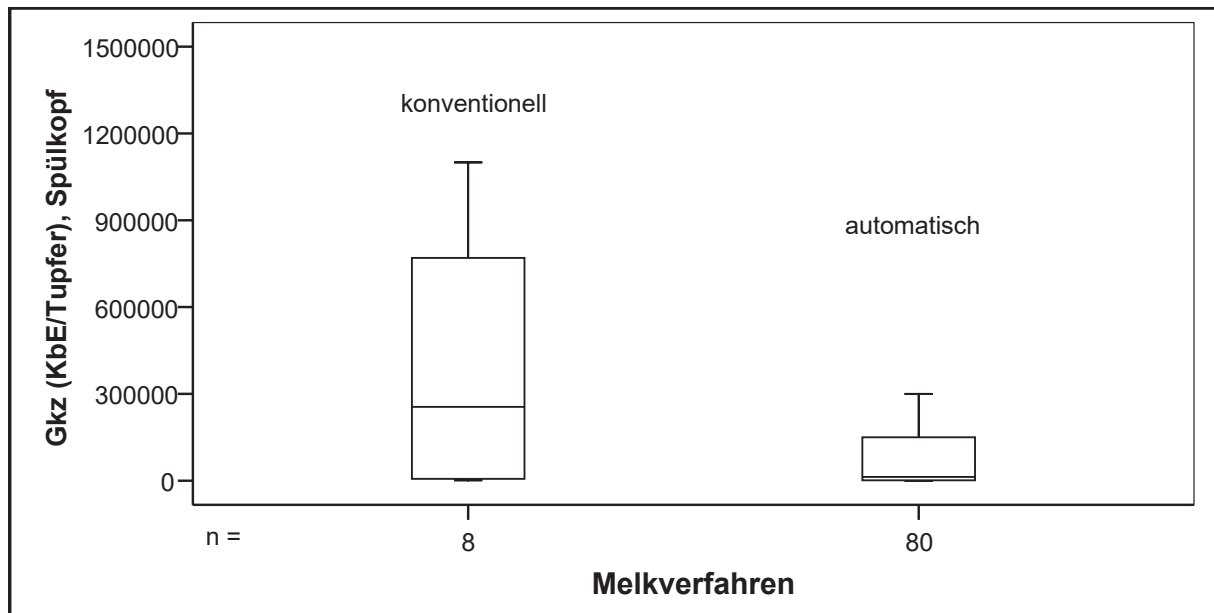 Gkz (KbE/Tupfer), Spülkopf
1500000
1200000
900000
600000
300000
0
konventionell
automatisch
n =
8
80
Melkverfahren